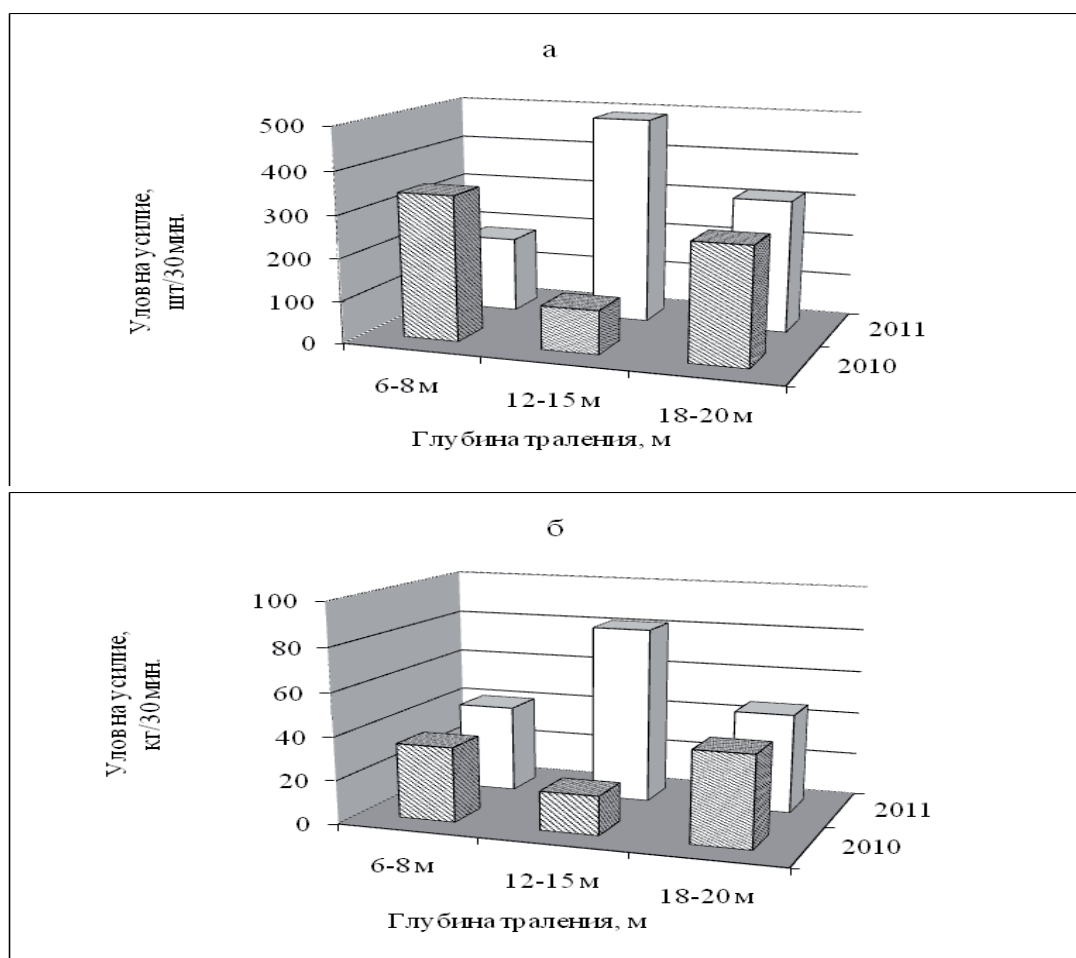 а
500
400
300
200
100
0
Улов на усилие,
шт/30 мин.
6-8 м
12-15 м
18-20 м
2010
2011
Глубина траления, м
б
100
80
60
40
20
0
Улов на усилие,
кг/30 мин.
6-8 м
12-15 м
18-20 м
2010
2011
Глубина траления, м